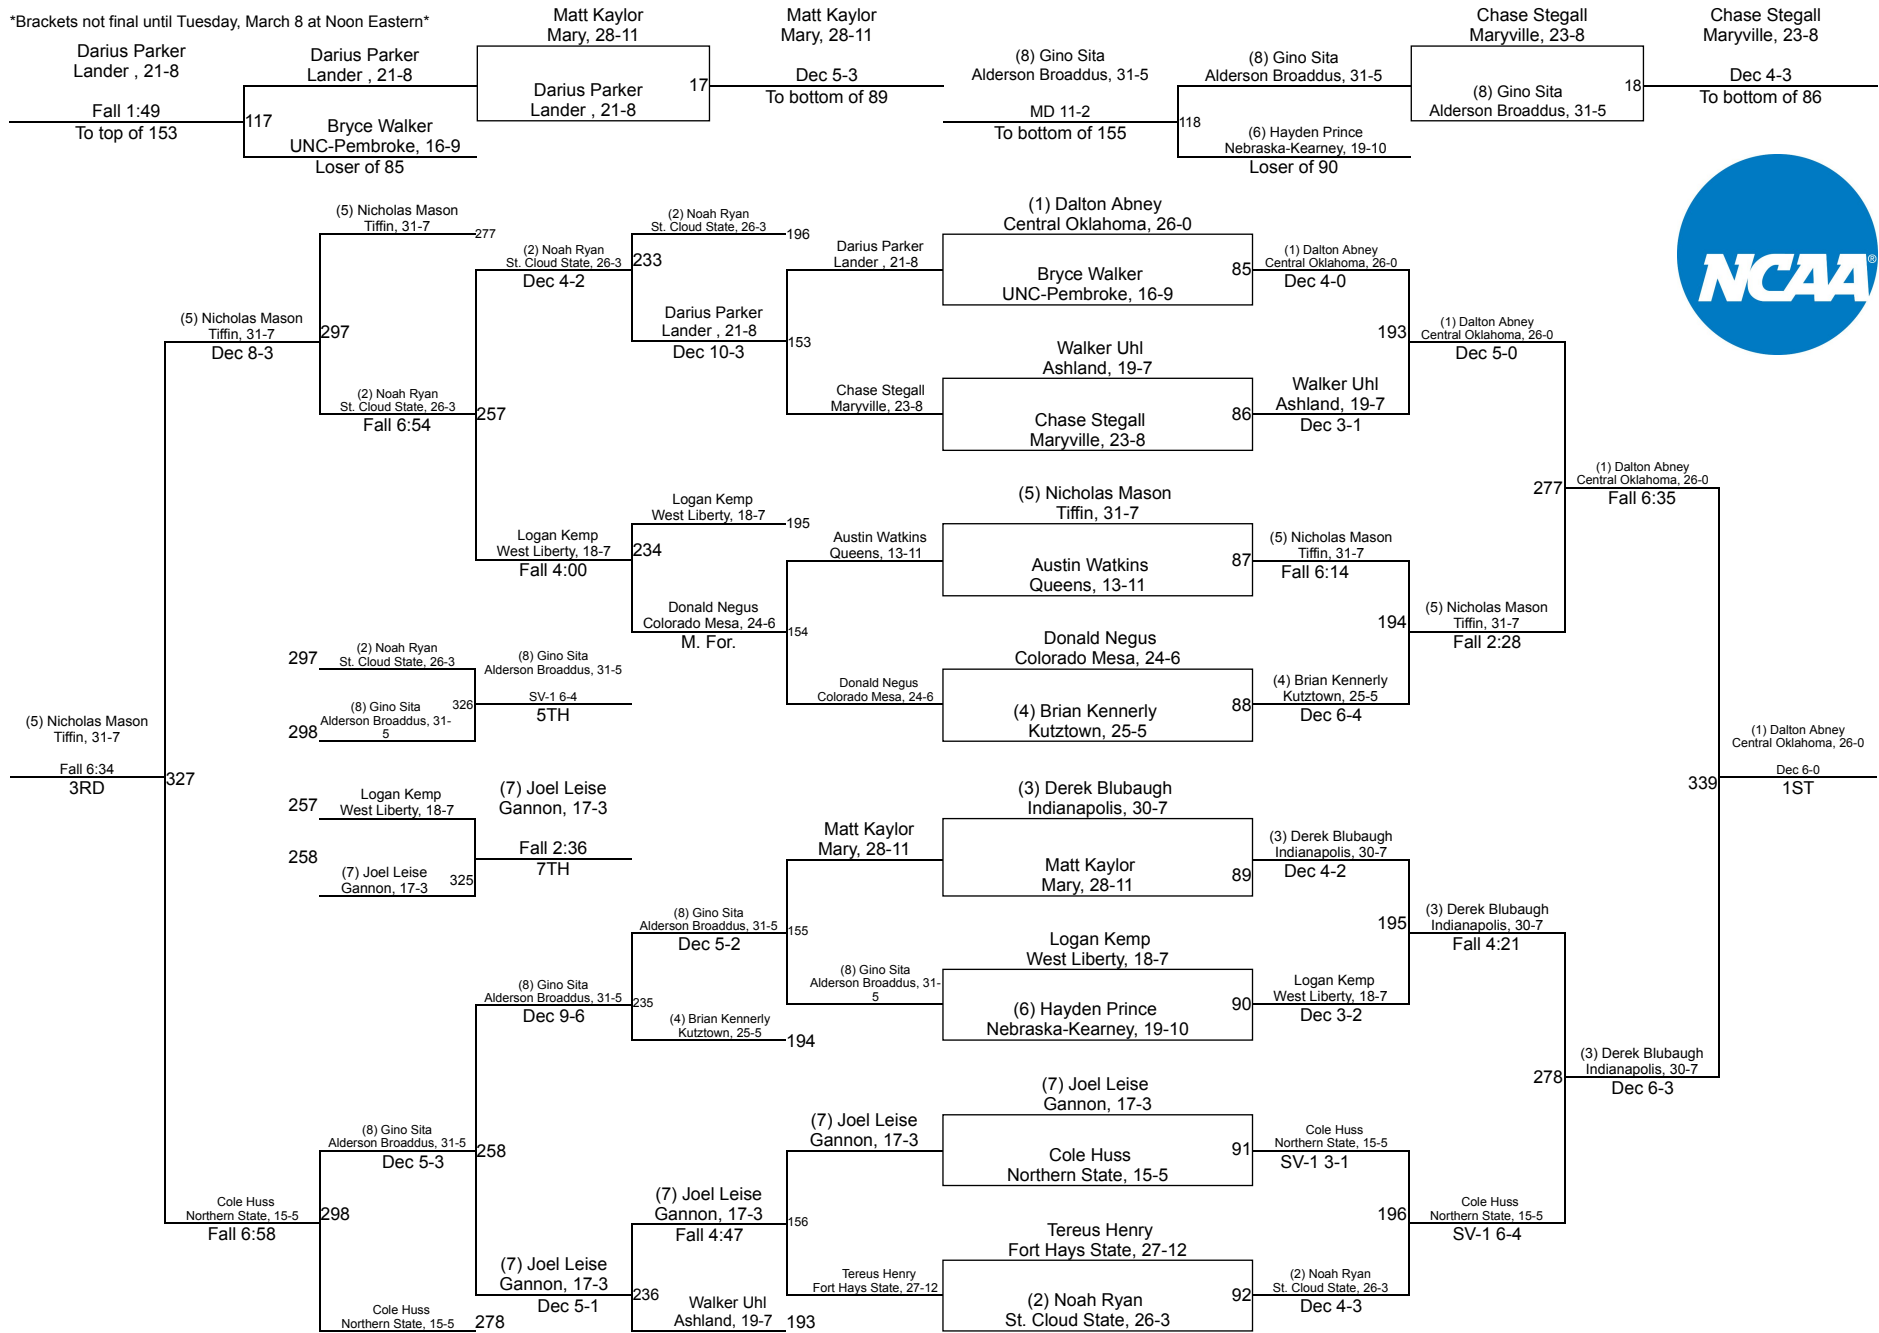 *Brackets not final until Tuesday, March 8 at Noon Eastern*
Darius Parker
Lander , 21-8
Fall 1:49
To top of 153
117
Darius Parker
Lander , 21-8
Bryce Walker
UNC-Pembroke, 16-9
Loser of 85
Matt Kaylor
Mary, 28-11
Darius Parker
Lander , 21-8
17
Matt Kaylor
Mary, 28-11
Dec 5-3
To bottom of 89
(8) Gino Sita
Alderson Broaddus, 31-5
MD 11-2
To bottom of 155
118
(8) Gino Sita
Alderson Broaddus, 31-5
(6) Hayden Prince
Nebraska-Kearney, 19-10
Loser of 90
Chase Stegall
Maryville, 23-8
(8) Gino Sita
Alderson Broaddus, 31-5
18
Chase Stegall
Maryville, 23-8
Dec 4-3
To bottom of 86
NCAA®
(1) Dalton Abney
Central Oklahoma, 26-0
Bryce Walker
UNC-Pembroke, 16-9
85
(1) Dalton Abney
Central Oklahoma, 26-0
Dec 4-0
Walker Uhl
Ashland, 19-7
Chase Stegall
Maryville, 23-8
86
Walker Uhl
Ashland, 19-7
Dec 3-1
193
(1) Dalton Abney
Central Oklahoma, 26-0
Dec 5-0
(5) Nicholas Mason
Tiffin, 31-7
Austin Watkins
Queens, 13-11
87
(5) Nicholas Mason
Tiffin, 31-7
Fall 6:14
Donald Negus
Colorado Mesa, 24-6
(4) Brian Kennerly
Kutztown, 25-5
88
(4) Brian Kennerly
Kutztown, 25-5
Dec 6-4
194
(5) Nicholas Mason
Tiffin, 31-7
Fall 2:28
277
(1) Dalton Abney
Central Oklahoma, 26-0
Fall 6:35
(3) Derek Blubaugh
Indianapolis, 30-7
Matt Kaylor
Mary, 28-11
89
(3) Derek Blubaugh
Indianapolis, 30-7
Dec 4-2
Logan Kemp
West Liberty, 18-7
(6) Hayden Prince
Nebraska-Kearney, 19-10
90
Logan Kemp
West Liberty, 18-7
Dec 3-2
195
(3) Derek Blubaugh
Indianapolis, 30-7
Fall 4:21
(7) Joel Leise
Gannon, 17-3
Cole Huss
Northern State, 15-5
91
Cole Huss
Northern State, 15-5
SV-1 3-1
Tereus Henry
Fort Hays State, 27-12
(2) Noah Ryan
St. Cloud State, 26-3
92
(2) Noah Ryan
St. Cloud State, 26-3
Dec 4-3
196
Cole Huss
Northern State, 15-5
SV-1 6-4
278
(3) Derek Blubaugh
Indianapolis, 30-7
Dec 6-3
339
(1) Dalton Abney
Central Oklahoma, 26-0
Dec 6-0
1ST
Darius Parker
Lander , 21-8
Chase Stegall
Maryville, 23-8
153
Darius Parker
Lander , 21-8
Dec 10-3
(2) Noah Ryan
St. Cloud State, 26-3
196
233
(2) Noah Ryan
St. Cloud State, 26-3
Dec 4-2
Austin Watkins
Queens, 13-11
Donald Negus
Colorado Mesa, 24-6
154
Donald Negus
Colorado Mesa, 24-6
M. For.
Logan Kemp
West Liberty, 18-7
195
234
Logan Kemp
West Liberty, 18-7
Fall 4:00
257
(2) Noah Ryan
St. Cloud State, 26-3
Fall 6:54
(5) Nicholas Mason
Tiffin, 31-7
277
297
(5) Nicholas Mason
Tiffin, 31-7
Dec 8-3
297
(2) Noah Ryan
St. Cloud State, 26-3
298
(8) Gino Sita
Alderson Broaddus, 31-
5
326
(8) Gino Sita
Alderson Broaddus, 31-5
SV-1 6-4
5TH
257
Logan Kemp
West Liberty, 18-7
258
(7) Joel Leise
Gannon, 17-3
325
(7) Joel Leise
Gannon, 17-3
Fall 2:36
7TH
(5) Nicholas Mason
Tiffin, 31-7
Fall 6:34
3RD
327
Matt Kaylor
Mary, 28-11
(8) Gino Sita
Alderson Broaddus, 31-
5
155
(8) Gino Sita
Alderson Broaddus, 31-5
Dec 5-2
(4) Brian Kennerly
Kutztown, 25-5
194
235
(8) Gino Sita
Alderson Broaddus, 31-5
Dec 9-6
(7) Joel Leise
Gannon, 17-3
Tereus Henry
Fort Hays State, 27-12
156
(7) Joel Leise
Gannon, 17-3
Fall 4:47
Walker Uhl
Ashland, 19-7
193
236
(7) Joel Leise
Gannon, 17-3
Dec 5-1
258
(8) Gino Sita
Alderson Broaddus, 31-5
Dec 5-3
Cole Huss
Northern State, 15-5
278
298
Cole Huss
Northern State, 15-5
Fall 6:58